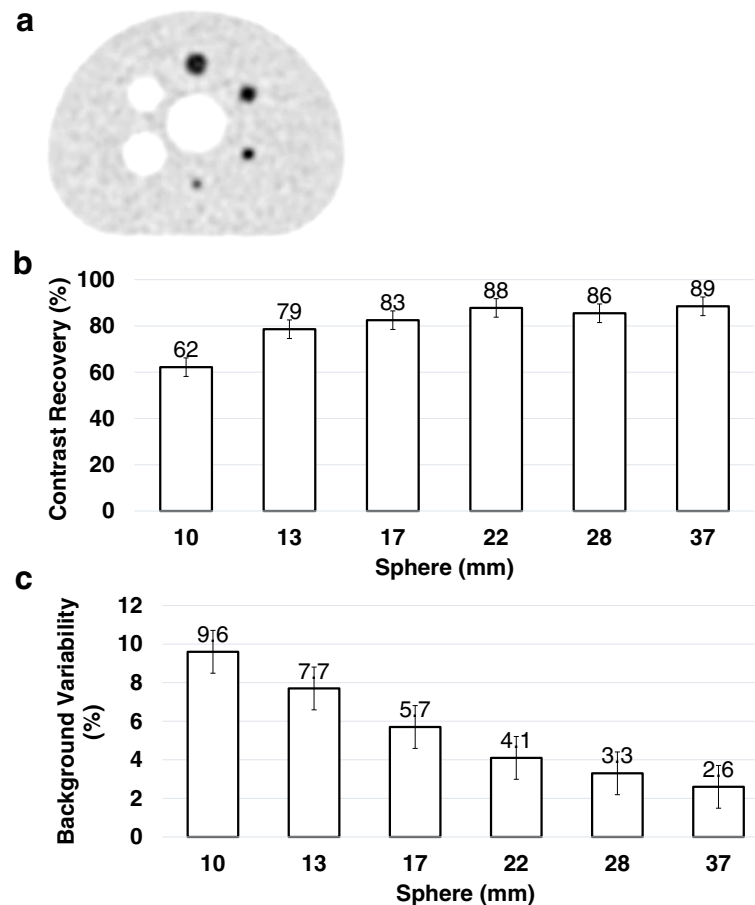 a
b
Contrast Recovery (%)
100
80
60
40
20
0
62
79
83
88
86
89
10 13 17 22 28 37
Sphere (mm)
c
Background Variability
(%)
12
10
8
6
4
2
0
9.6
7.7
5.7
4.1
3.3
2.6
10 13 17 22 28 37
Sphere (mm)